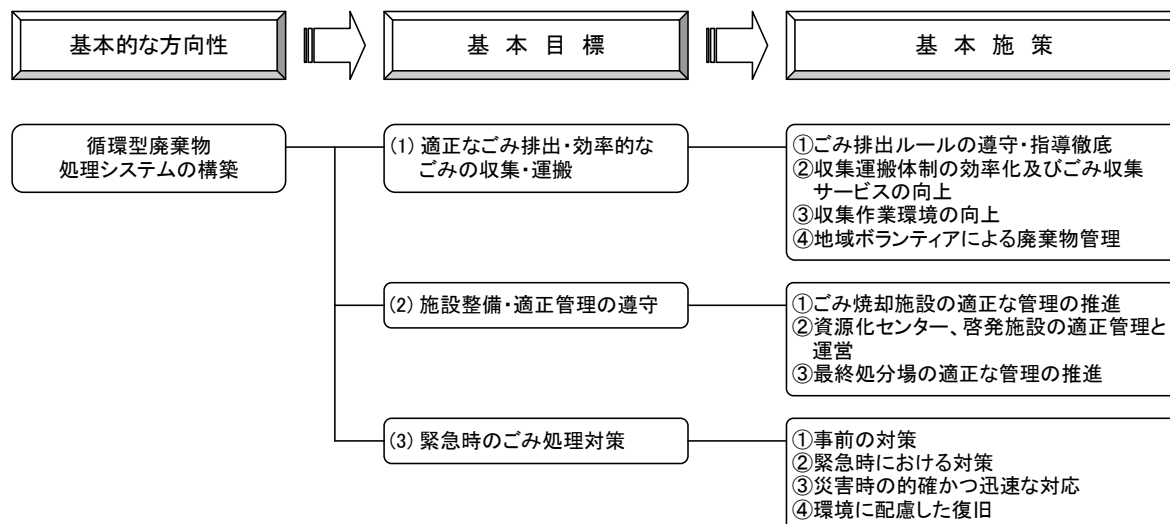 基本的な方向性
基本目標
基本施策
循環型廃棄物
処理システムの構築
(1) 適正なごみ排出・効率的な
ごみの収集・運搬
①ごみ排出ルールの遵守・指導徹底
②収集運搬体制の効率化及びごみ収集
サービスの向上
③収集作業環境の向上
④地域ボランティアによる廃棄物管理
(2) 施設整備・適正管理の遵守
①ごみ焼却施設の適正な管理の推進
②資源化センター、啓発施設の適正管理と
運営
③最終処分場の適正な管理の推進
(3) 緊急時のごみ処理対策
①事前の対策
②緊急時における対策
③災害時の的確かつ迅速な対応
④環境に配慮した復旧